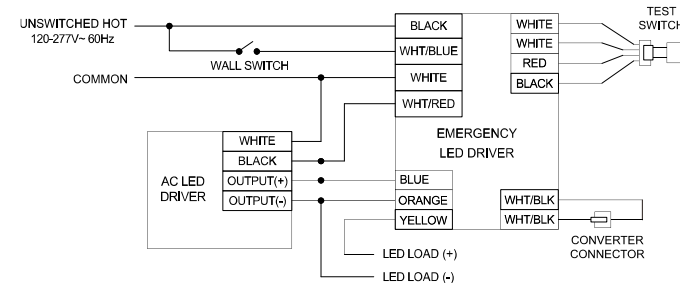 UNSWITCHED HOT
120-277V~ 60Hz
WALL SWITCH
COMMON
BLACK
WHT/BLUE
WHITE
WHT/RED
WHITE
WHITE
RED
BLACK
TEST
SWITCH
EMERGENCY
LED DRIVER
WHITE
BLACK
OUTPUT(+)
OUTPUT(-)
AC LED
DRIVER
BLUE
ORANGE
YELLOW
WHT/BLK
WHT/BLK
CONVERTER
CONNECTOR
LED LOAD (+)
LED LOAD (-)